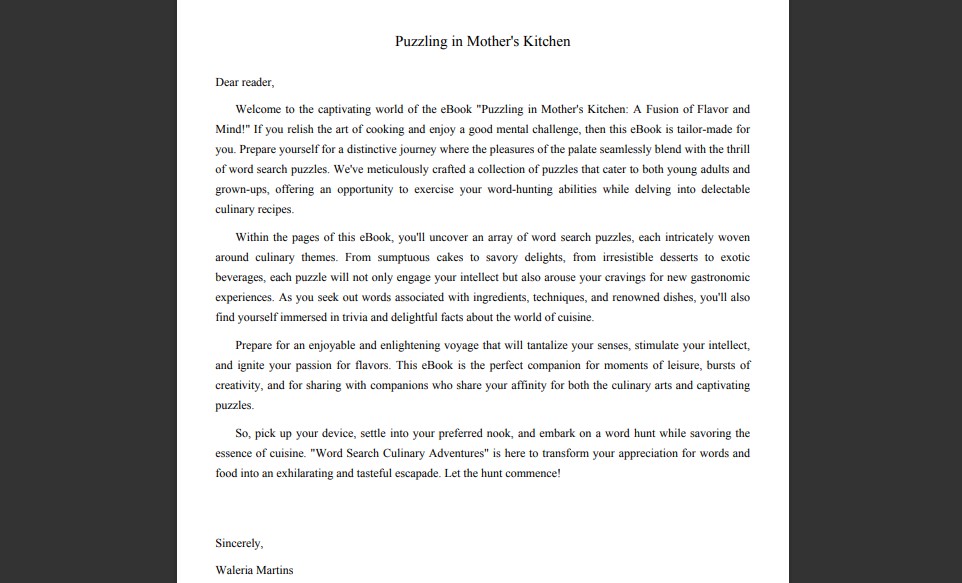 Puzzling in Mother's Kitchen
Dear reader,
Welcome to the captivating world of the eBook "Puzzling in Mother's Kitchen: A Fusion of Flavor and
Mind!" If you relish the art of cooking and enjoy a good mental challenge, then this eBook is tailor-made for
you. Prepare yourself for a distinctive journey where the pleasures of the palate seamlessly blend with the thrill
of word search puzzles. We've meticulously crafted a collection of puzzles that cater to both young adults and
grown-ups, offering an opportunity to exercise your word-hunting abilities while delving into delectable
culinary recipes.
Within the pages of this eBook, you'll uncover an array of word search puzzles, each intricately woven
around culinary themes. From sumptuous cakes to savory delights, from irresistible desserts to exotic
beverages, each puzzle will not only engage your intellect but also arouse your cravings for new gastronomic
experiences. As you seek out words associated with ingredients, techniques, and renowned dishes, you'll also
find yourself immersed in trivia and delightful facts about the world of cuisine.
Prepare for an enjoyable and enlightening voyage that will tantalize your senses, stimulate your intellect,
and ignite your passion for flavors. This eBook is the perfect companion for moments of leisure, bursts of
creativity, and for sharing with companions who share your affinity for both the culinary arts and captivating
puzzles.
So, pick up your device, settle into your preferred nook, and embark on a word hunt while savoring the
essence of cuisine. "Word Search Culinary Adventures" is here to transform your appreciation for words and
food into an exhilarating and tasteful escapade. Let the hunt commence!
Sincerely,
Waleria Martins